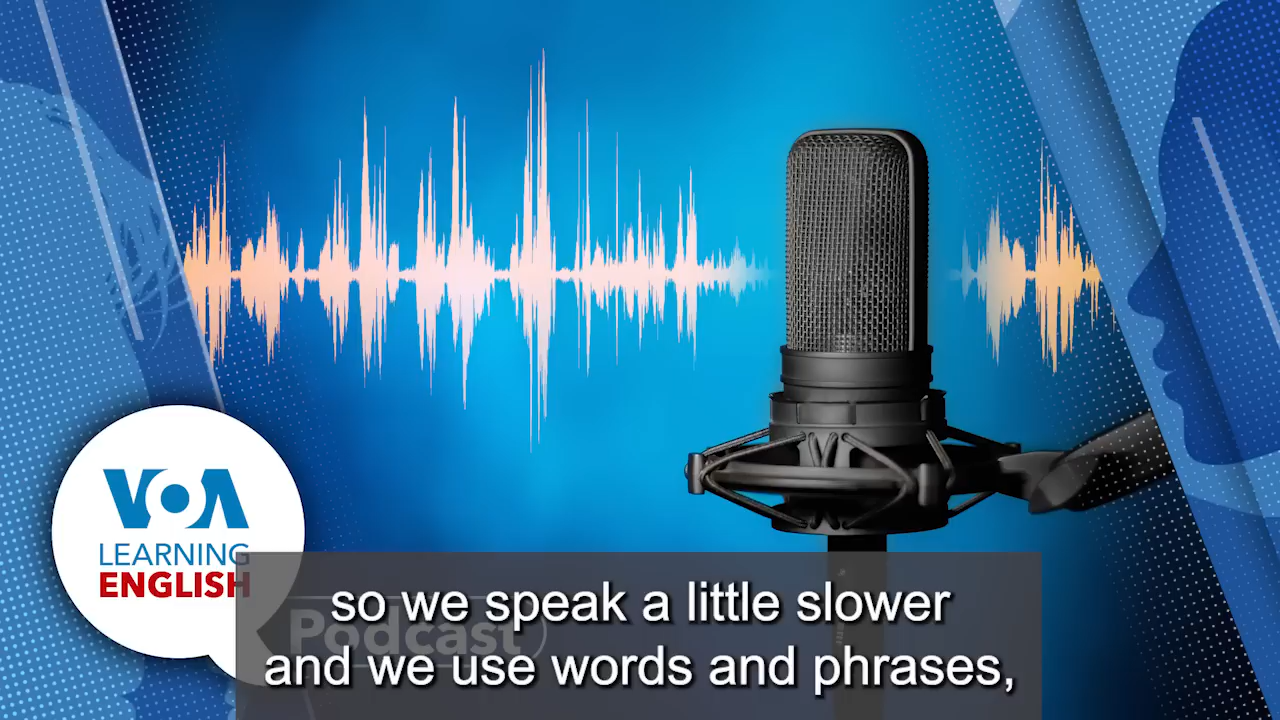 VOA
LEARNING
ENGLISH
Podcast
so we speak a little slower
and we use words and phrases,